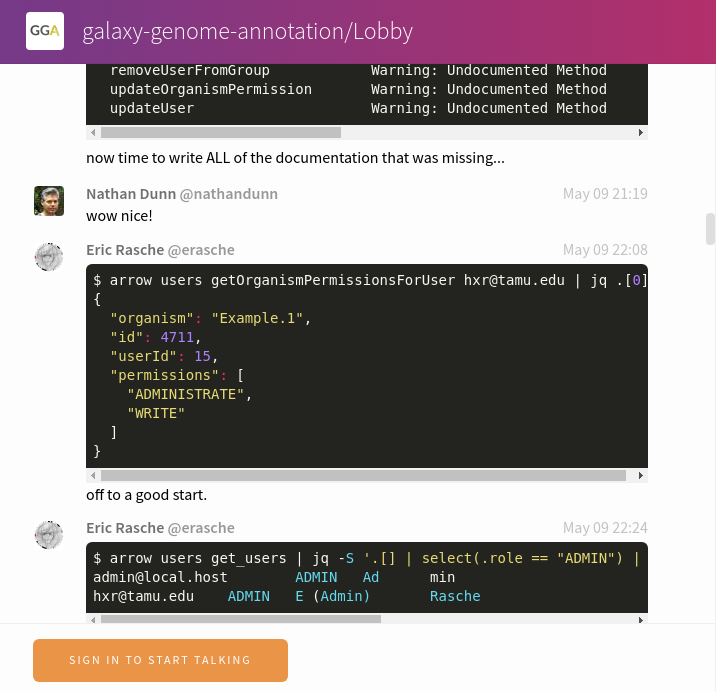 GGA
galaxy-genome-annotation/Lobby
removeUserFromGroup Warning: Undocumented Method
updateOrganismPermission Warning: Undocumented Method
updateUser Warning: Undocumented Method
now time to write ALL of the documentation that was missing...
Nathan Dunn @nathandunn May 09 21:19
wow nice!
Eric Rasche @erasche May 09 22:08
$ arrow users getOrganismPermissionsForUser hxr@tamu.edu | jq .[0]
{
"organism": "Example.1",
"id": 4711,
"userId": 15,
"permissions": [
"ADMINISTRATE",
"WRITE"
]
}
off to a good start.
Eric Rasche @erasche May 09 22:24
$ arrow users get_users | jq -S '.[] | select(.role == "ADMIN") |
admin@local.host ADMIN Ad min
hxr@tamu.edu ADMIN E (Admin) Rasche
SIGN IN TO START TALKING